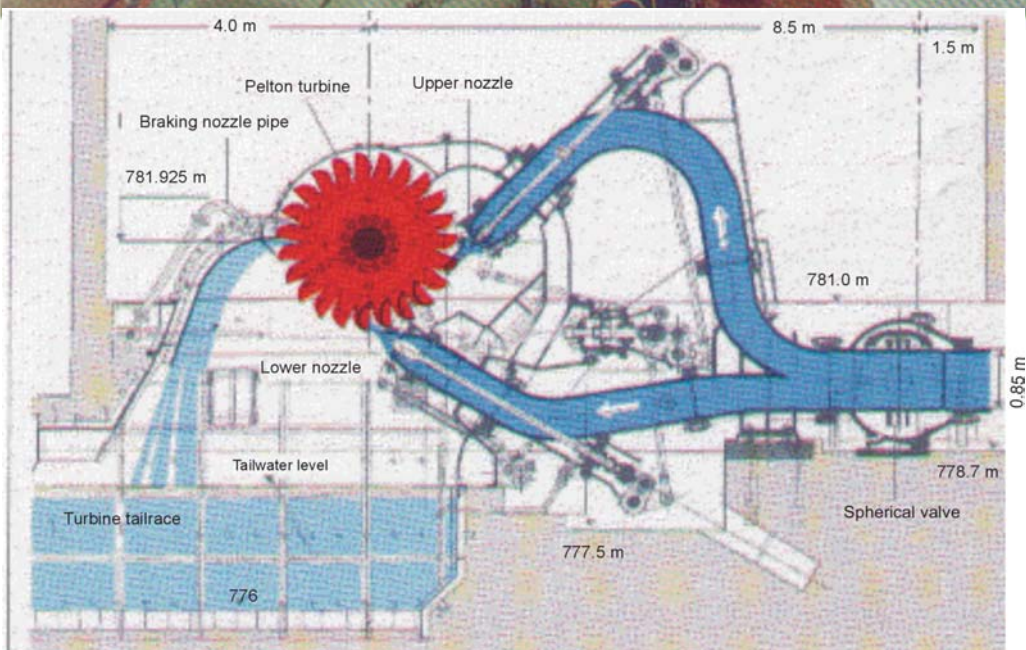 4.0 m
8.5 m
1.5 m
Pelton turbine
Upper nozzle
Braking nozzle pipe
781.925 m
781.0 m
Lower nozzle
0.85 m
Tailwater level
778.7 m
Turbine tailrace
Spherical valve
777.5 m
776